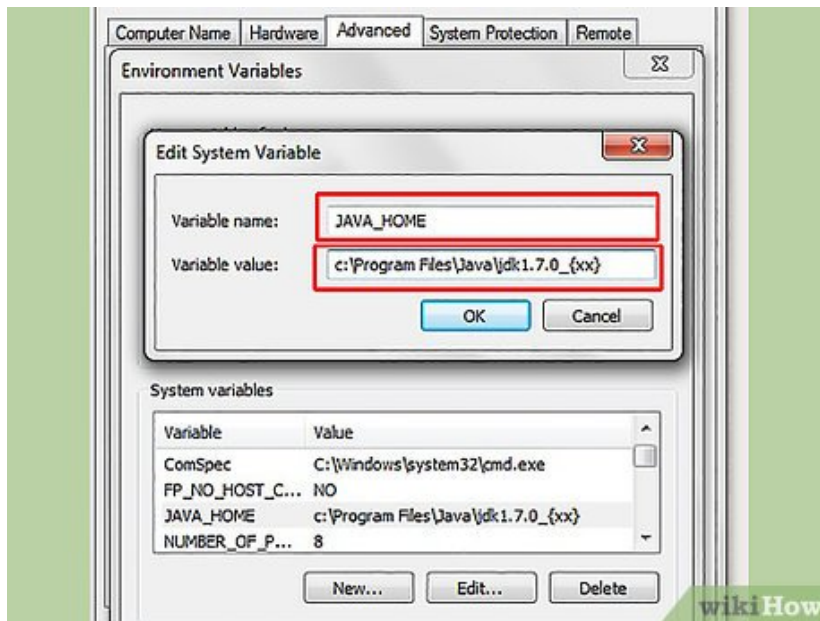 Computer Name Hardware Advanced System Protection Remote
Environment Variables
Edit System Variable
Variable name: JAVA_HOME
Variable value: c:\Program Files\Java\jdk1.7.0_{xx}
OK Cancel
System variables
Variable Value
ComSpec C:\Windows\system32\cmd.exe
FP_NO_HOST_C... NO
JAVA_HOME c:\Program Files\Java\jdk1.7.0_{xx}
NUMBER_OF_P... 8
New... Edit... Delete
wikiHow